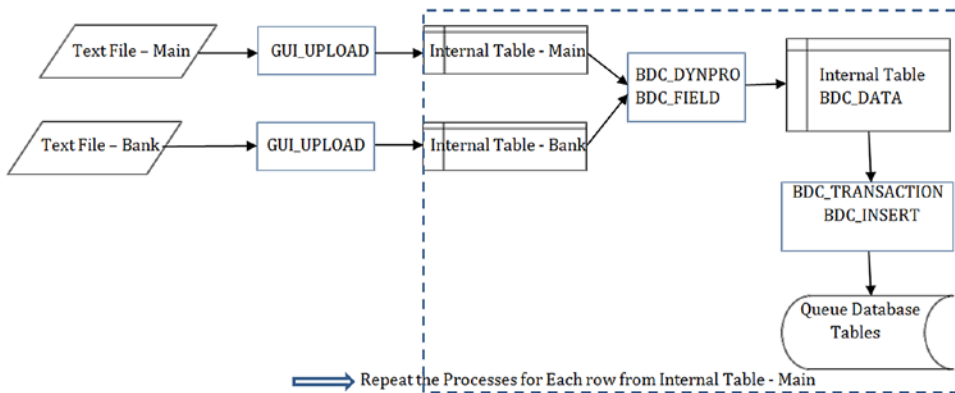 Text File – Main
GUI_UPLOAD
Internal Table - Main
BDC_DYNPRO
BDC_FIELD
Internal Table
BDC_DATA
Text File – Bank
GUI_UPLOAD
Internal Table - Bank
BDC_TRANSACTION
BDC_INSERT
Queue Database
Tables
Repeat the Processes for Each row from Internal Table - Main